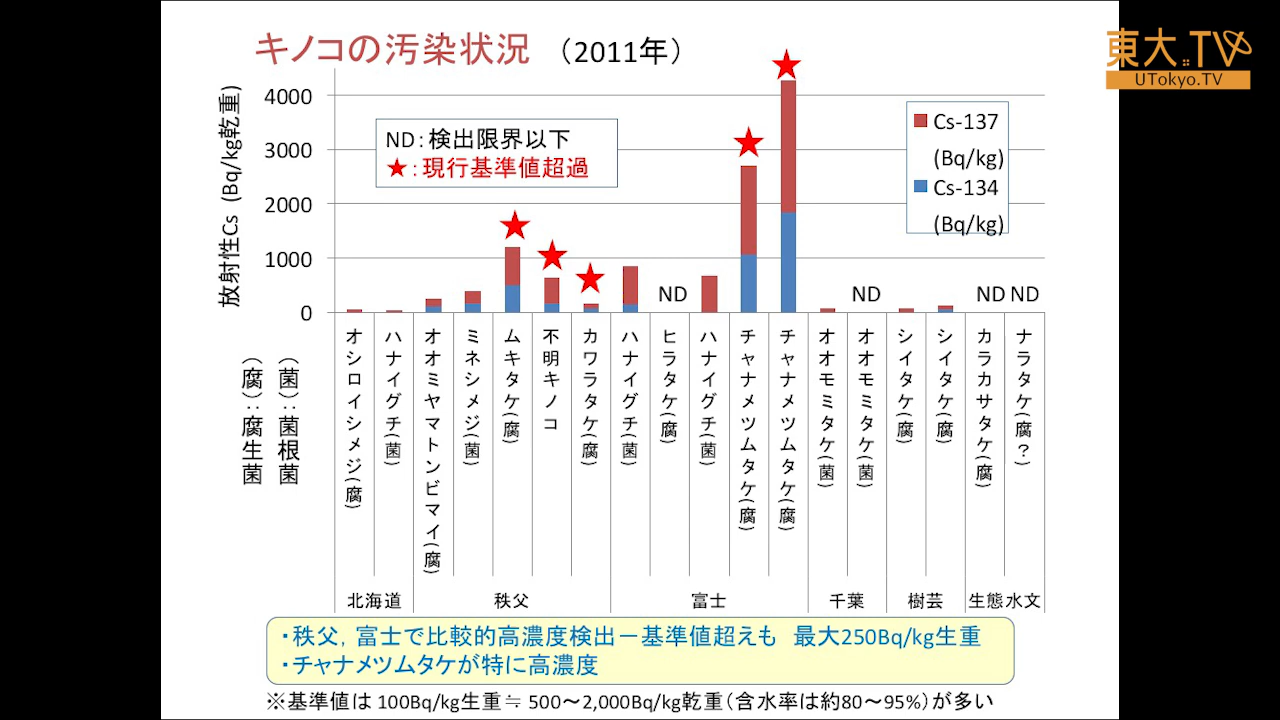 キノコの汚染状況 （2011年）
東大.TV
UTokyo.TV
放射性Cs (Bq/kg乾重)
4000
3000
2000
1000
0
ND：検出限界以下
★：現行基準値超過
Cs-137
(Bq/kg)
Cs-134
(Bq/kg)
ND
ND
ND
ND
（菌）：菌根菌
（腐）：腐生菌
オシロイシメジ(腐)
ハナイグチ(菌)
オオミヤマトンビマイ(腐)
ミネシメジ(菌)
ムキタケ(腐)
不明キノコ
カワラタケ(腐)
ハナイグチ(菌)
ヒラタケ(腐)
ハナイグチ(菌)
チャナメツムタケ(腐)
チャナメツムタケ(腐)
オオモミタケ(菌)
オオモミタケ(菌)
シイタケ(腐)
シイタケ(腐)
カラカサタケ(腐)
ナラタケ(腐？)
北海道
秩父
富士
千葉
樹芸
生態水文
・秩父，富士で比較的高濃度検出－基準値超えも 最大250Bq/kg生重
・チャナメツムタケが特に高濃度
※基準値は 100Bq/kg生重≒ 500～2,000Bq/kg乾重（含水率は約80～95%）が多い